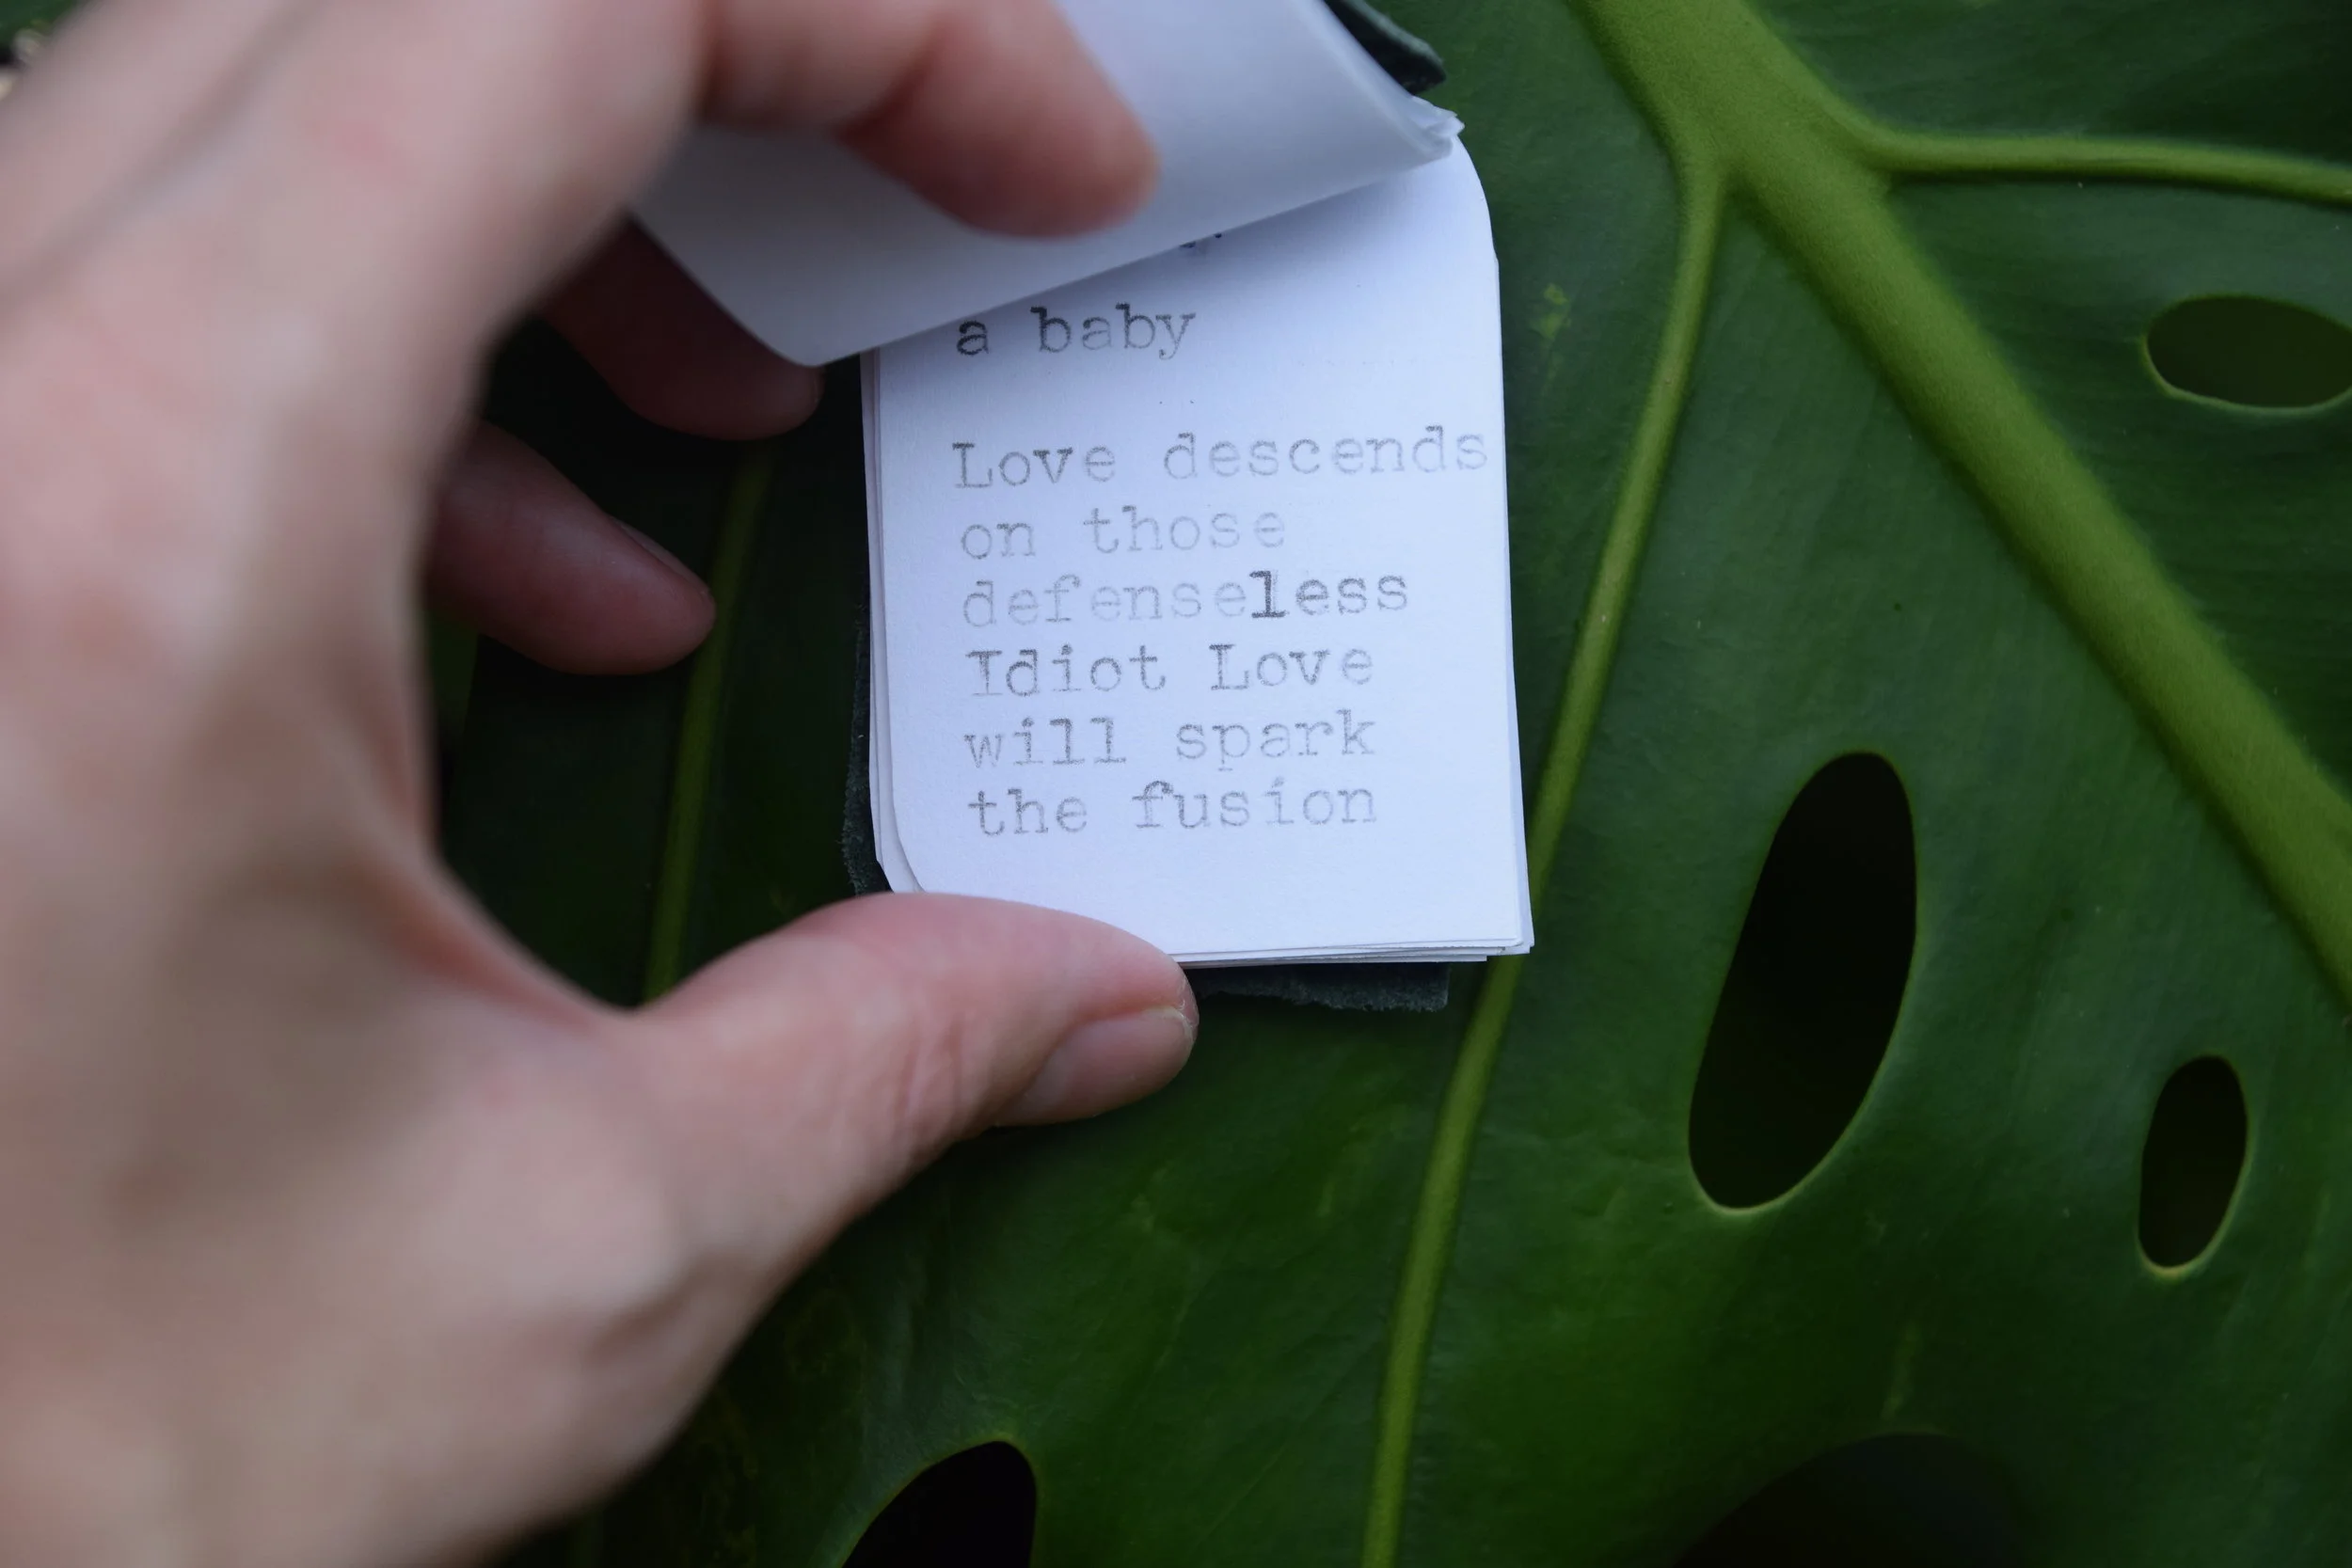 a baby
Love descends
on those
defenseless
Idiot Love
will spark
the fusion